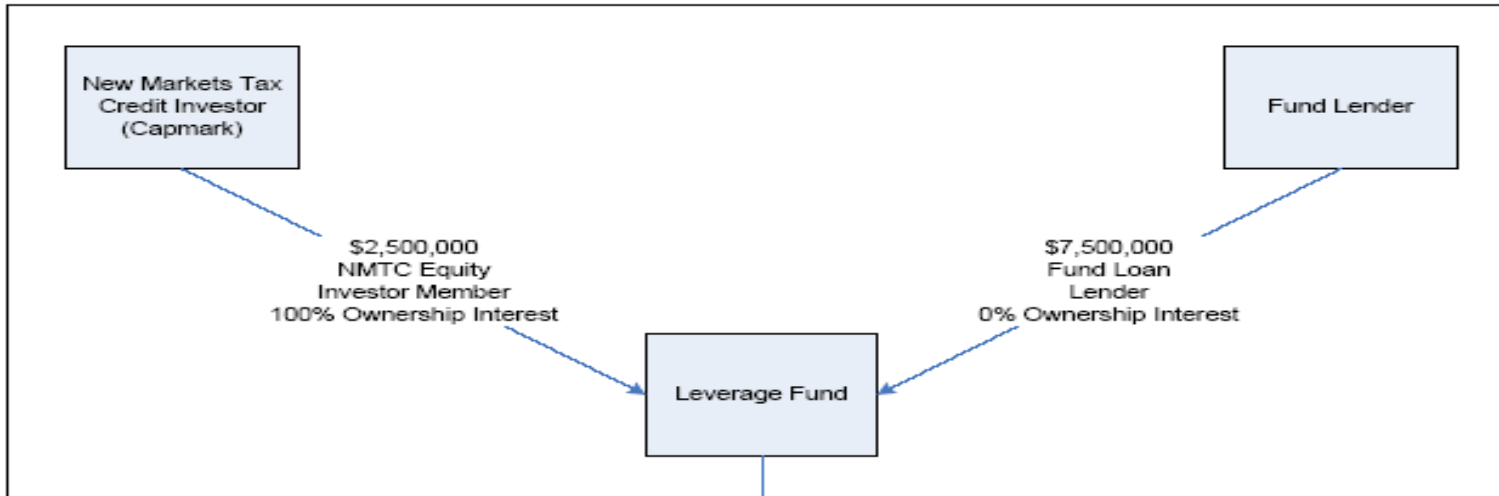 New Markets Tax
Credit Investor
(Capmark)
Fund Lender
$2,500,000
NMTC Equity
Investor Member
100% Ownership Interest
$7,500,000
Fund Loan
Lender
0% Ownership Interest
Leverage Fund